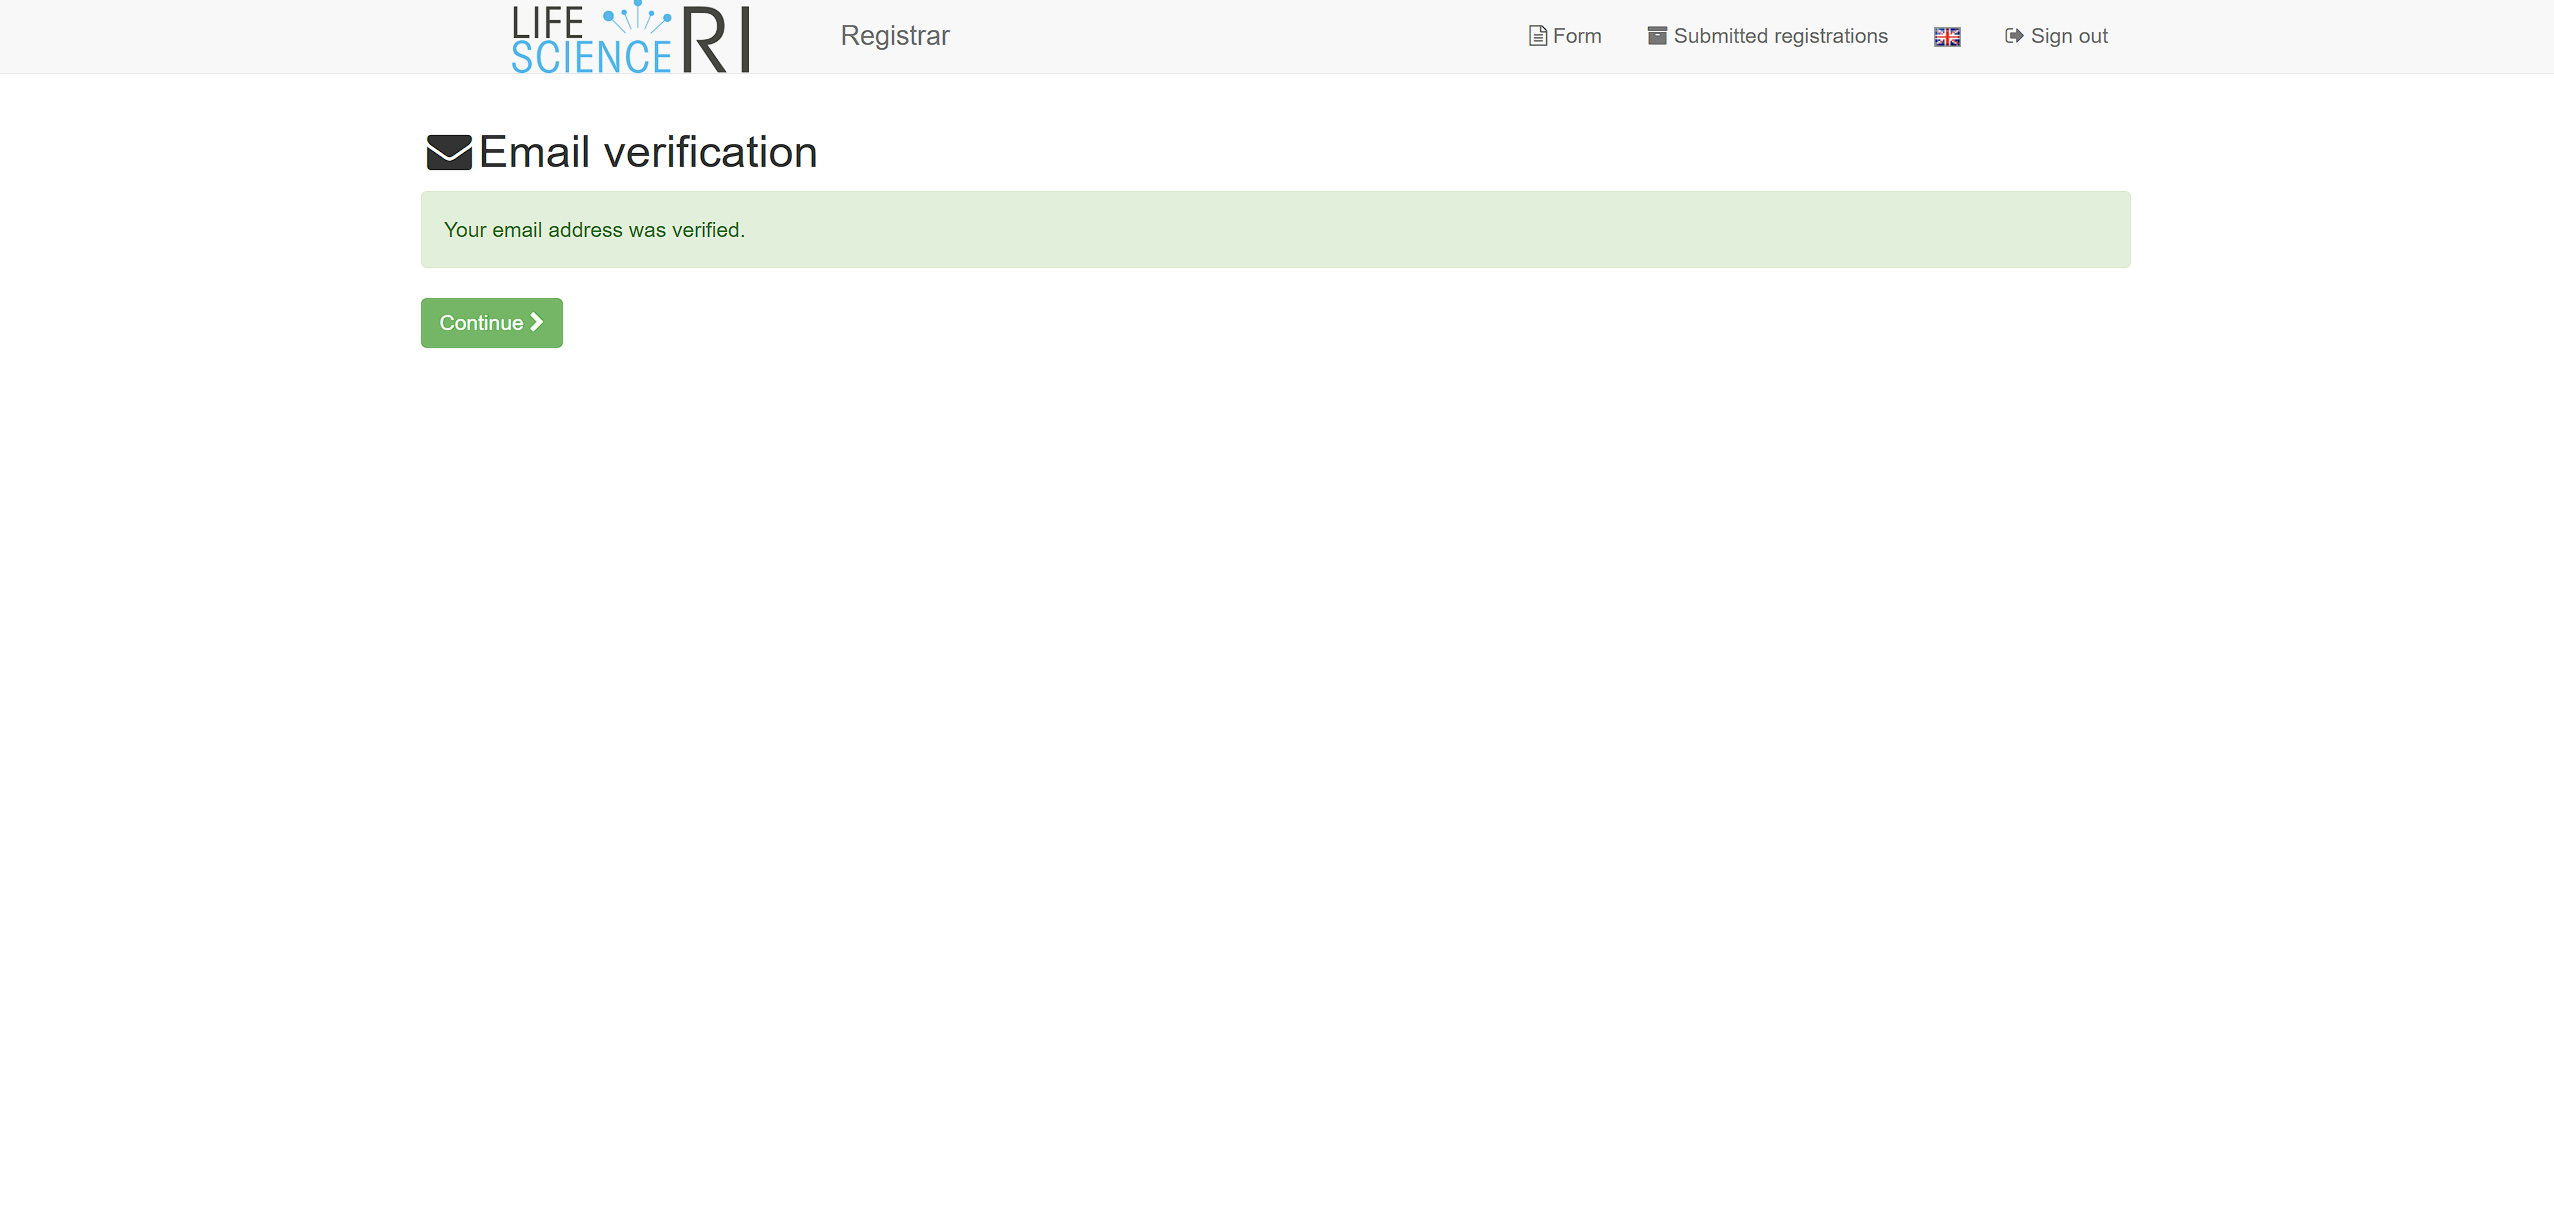 LIFE
SCIENCE RI
Registrar
Form
Submitted registrations
Sign out
Email verification
Your email address was verified.
Continue